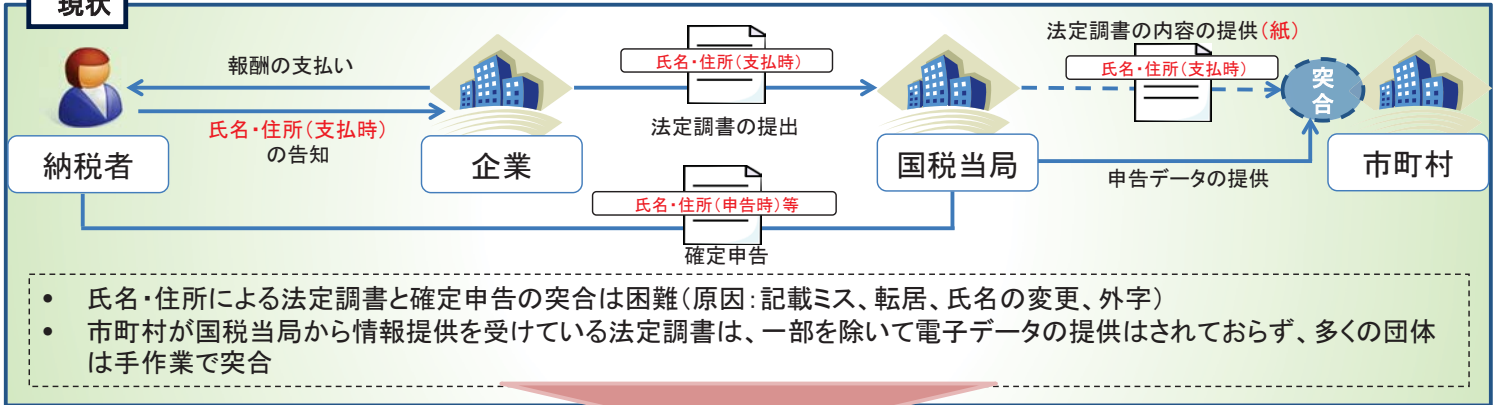 現状
法定調書の内容の提供(紙)
報酬の支払い
氏名・住所(支払時)
氏名・住所(支払時)
突合
氏名・住所(支払時)
の告知
法定調書の提出
納税者
企業
国税当局
市町村
申告データの提供
氏名・住所(申告時)等
確定申告
• 氏名・住所による法定調書と確定申告の突合は困難(原因:記載ミス、転居、氏名の変更、外字)
• 市町村が国税当局から情報提供を受けている法定調書は、一部を除いて電子データの提供はされておらず、多くの団体
は手作業で突合